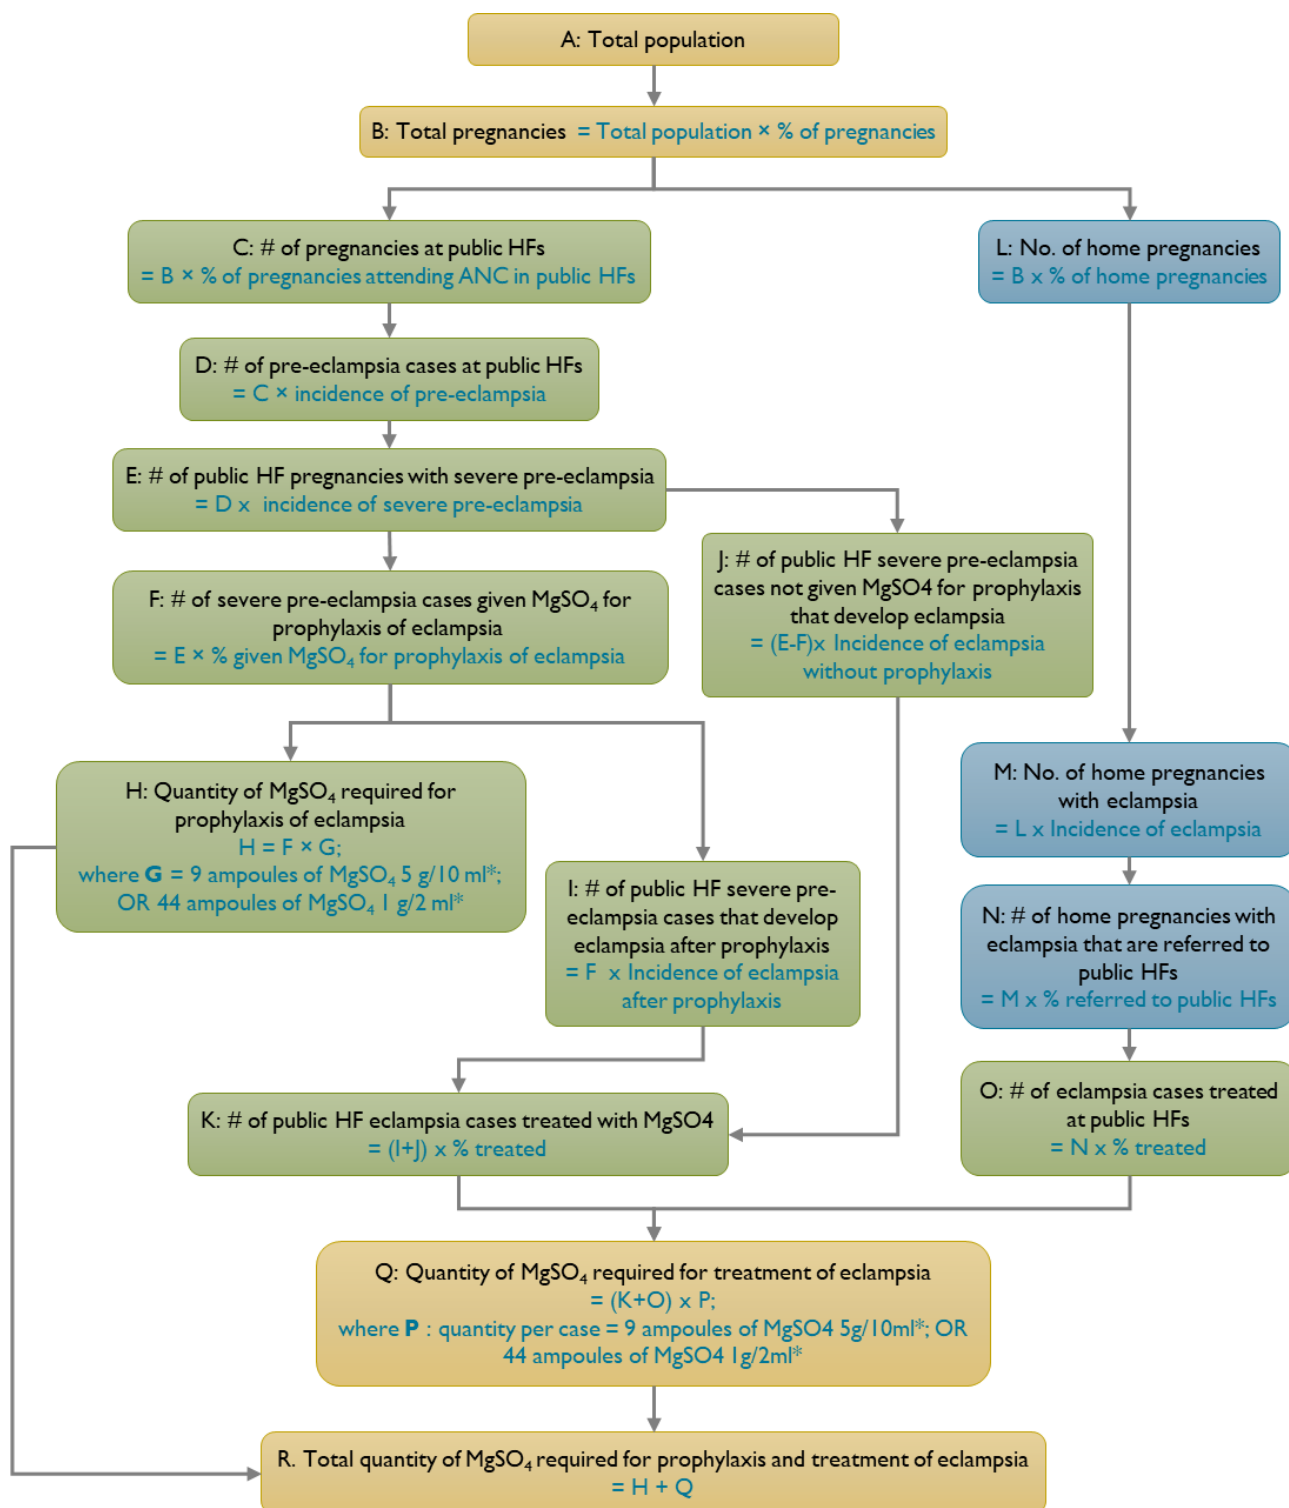 A: Total population
B: Total pregnancies = Total population × % of pregnancies
C: # of pregnancies at public HFs
= B × % of pregnancies attending ANC in public HFs
L: No. of home pregnancies
= B x % of home pregnancies
D: # of pre-eclampsia cases at public HFs
= C × incidence of pre-eclampsia
E: # of public HF pregnancies with severe pre-eclampsia
= D x incidence of severe pre-eclampsia
J: # of public HF severe pre-eclampsia
cases not given MgSO4 for prophylaxis
that develop eclampsia
= (E-F)x Incidence of eclampsia
without prophylaxis
F: # of severe pre-eclampsia cases given MgSO₄ for
prophylaxis of eclampsia
= E × % given MgSO₄ for prophylaxis of eclampsia
H: Quantity of MgSO₄ required for
prophylaxis of eclampsia
H = F × G;
where G = 9 ampoules of MgSO₄ 5 g/10 ml*;
OR 44 ampoules of MgSO₄ 1 g/2 ml*
M: No. of home pregnancies
with eclampsia
= L x Incidence of eclampsia
I: # of public HF severe pre-
eclampsia cases that develop
eclampsia after prophylaxis
= F x Incidence of eclampsia
after prophylaxis
N: # of home pregnancies with
eclampsia that are referred to
public HFs
= M x % referred to public HFs
K: # of public HF eclampsia cases treated with MgSO4
= (I+J) x % treated
O: # of eclampsia cases treated
at public HFs
= N x % treated
Q: Quantity of MgSO₄ required for treatment of eclampsia
= (K+O) x P;
where P : quantity per case = 9 ampoules of MgSO4 5g/10ml*; OR
44 ampoules of MgSO4 1g/2ml*
R. Total quantity of MgSO₄ required for prophylaxis and treatment of eclampsia
= H + Q